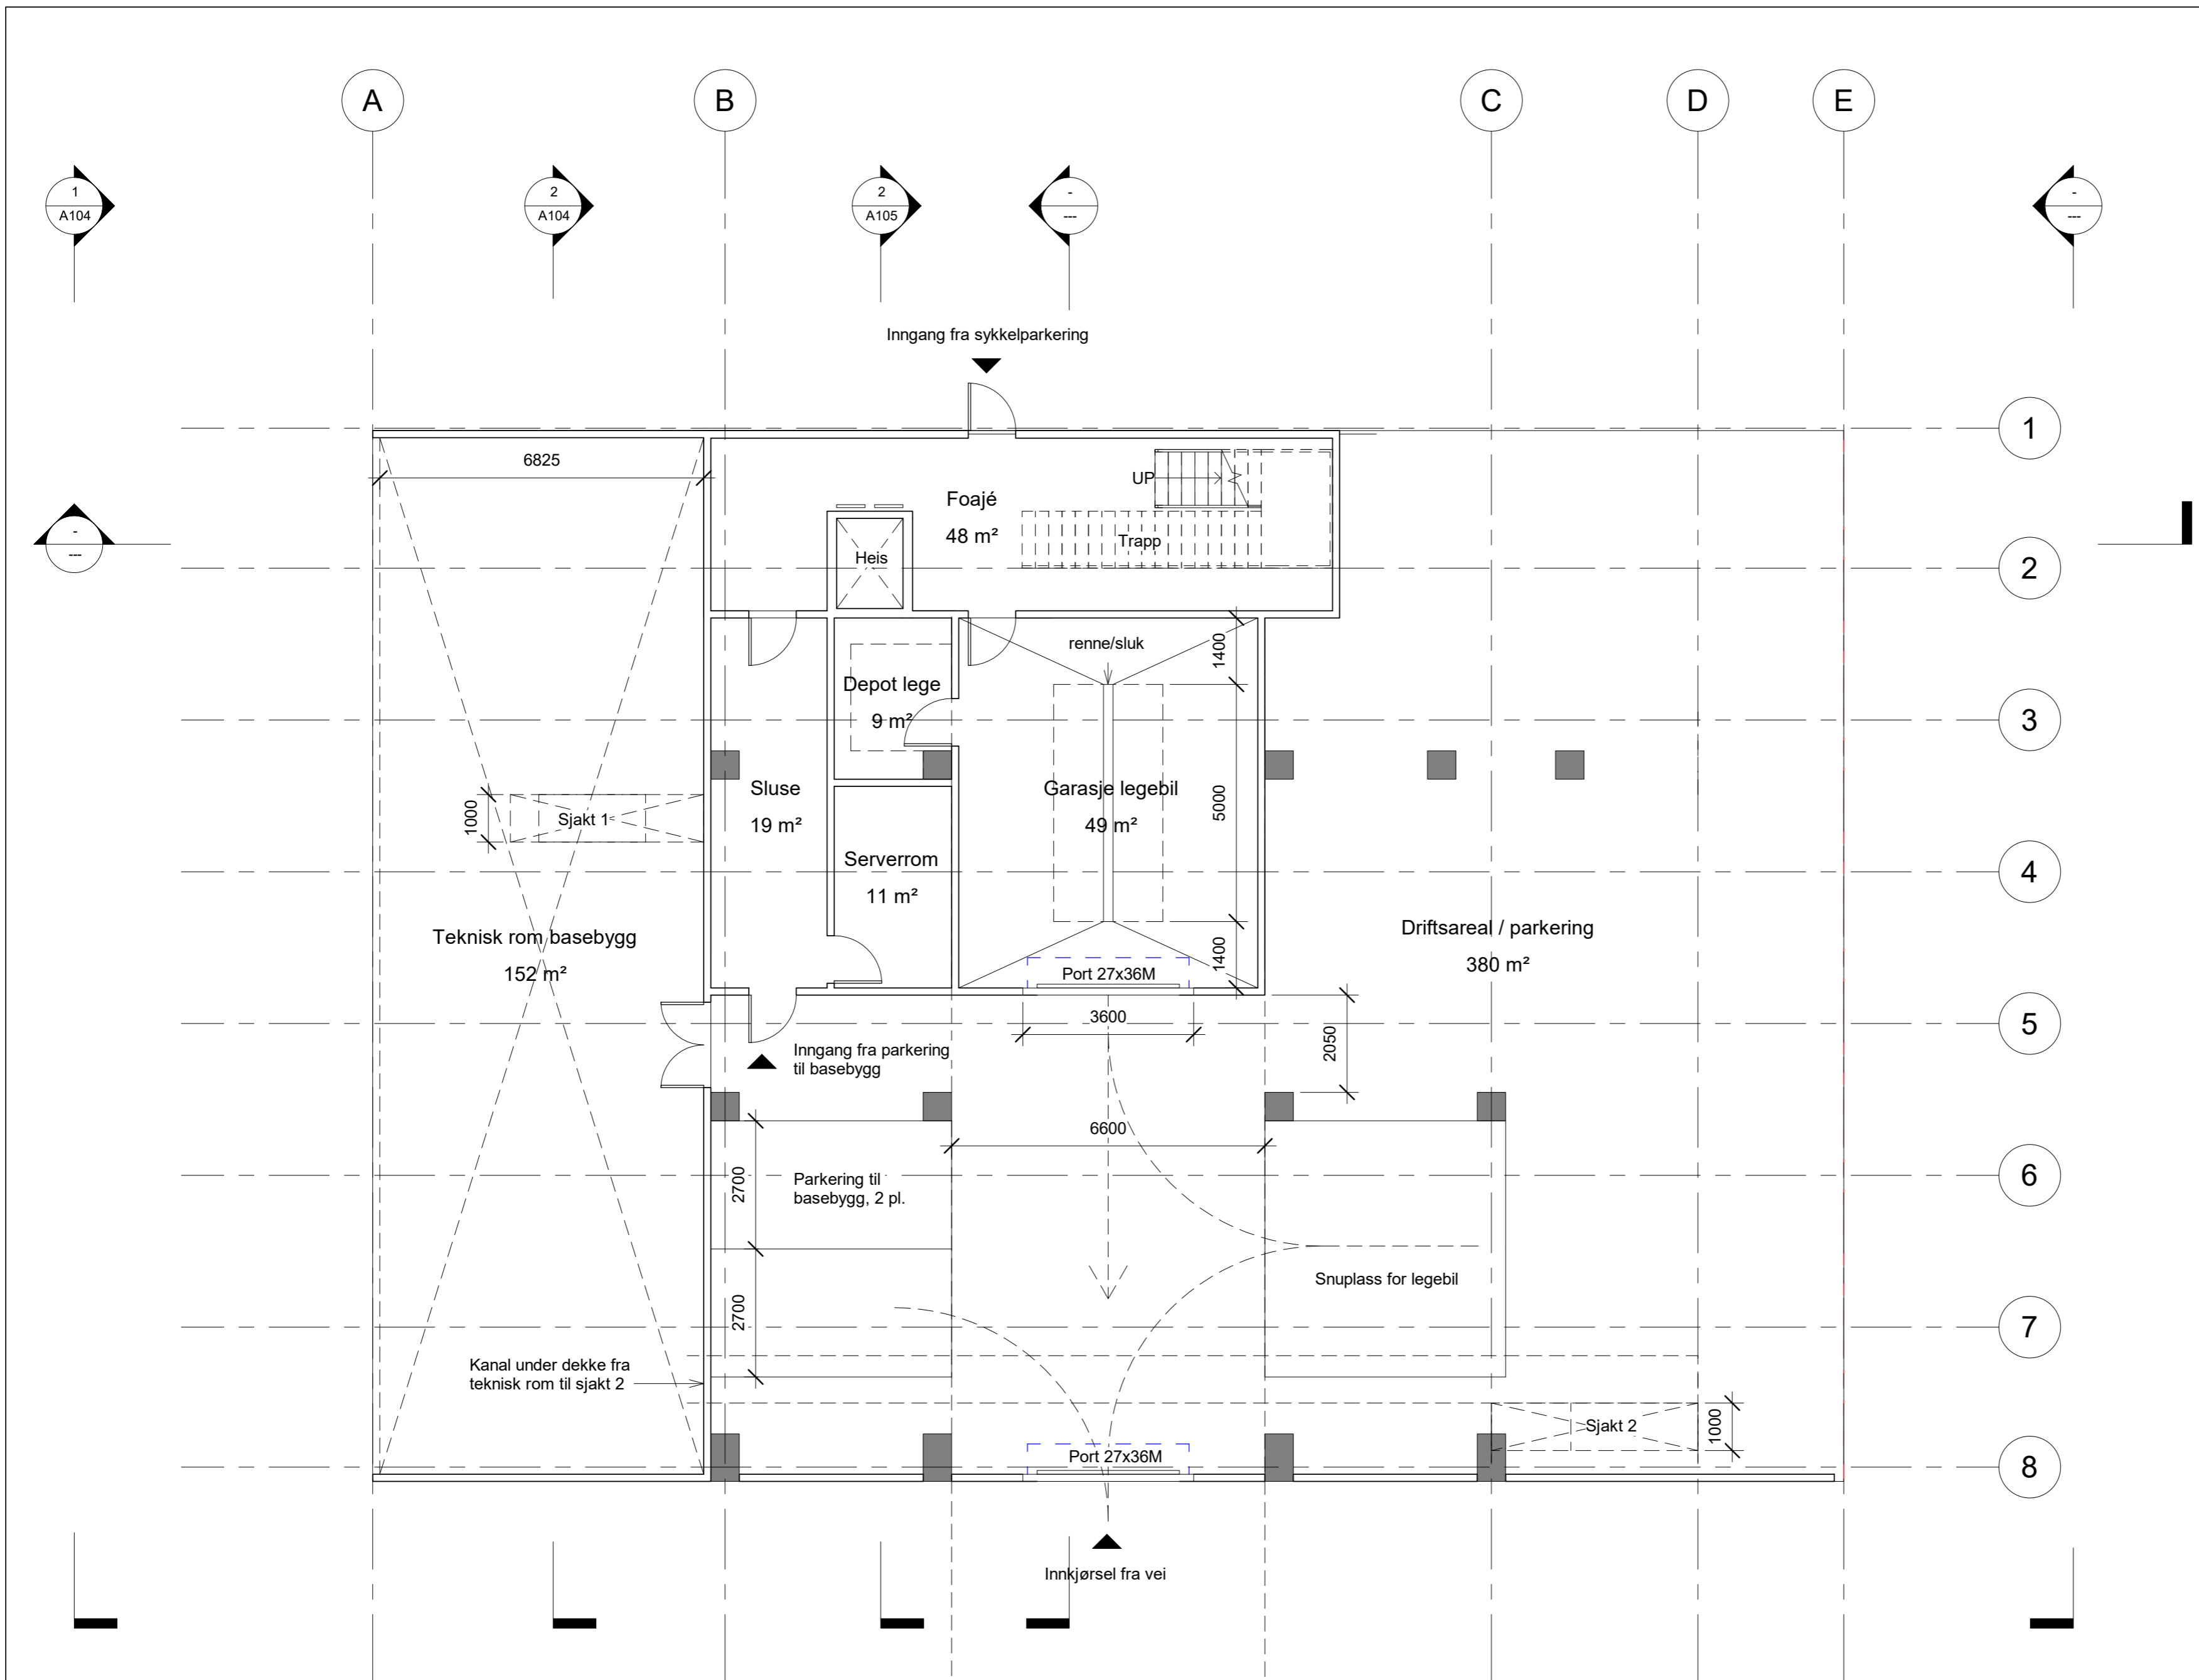 A
B
C
D
E
1
A104
2
A104
2
A105
-
---
-
---
Inngang fra sykkelparkering
1
6825
UP
Foajé
48 m²
Trapp
-
---
Heis
2
renne/sluk
1400
Depot lege
9 m²
3
Sluse
19 m²
Garasje legebil
49 m²
5000
1000
Sjakt 1
Serverrom
11 m²
4
Teknisk rom basebygg
152 m²
Driftsareal / parkering
380 m²
1400
Port 27x36M
3600
5
2050
Inngang fra parkering
til basebygg
6600
2700
Parkering til
basebygg, 2 pl.
6
Snuplass for legebil
2700
7
Kanal under dekke fra
teknisk rom til sjakt 2
Sjakt 2
1000
Port 27x36M
8
Innkjørsel fra vei